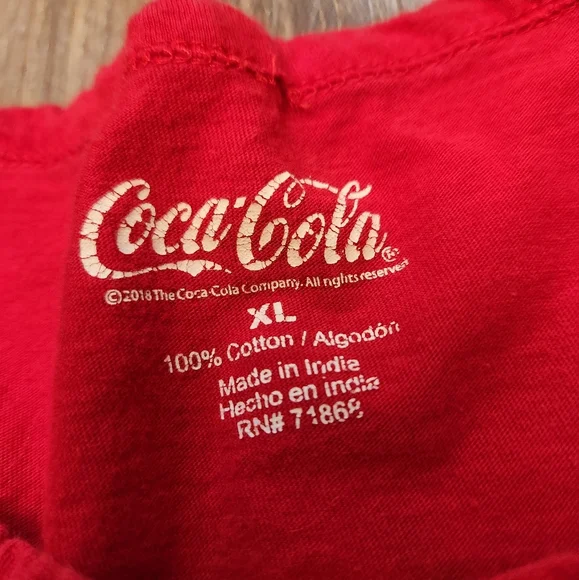 Coca-Cola®
©2018 The Coca-Cola Company. All rights reserved
XL
100% Cotton / Algodón
Made in India
Hecho en India
RN# 71868